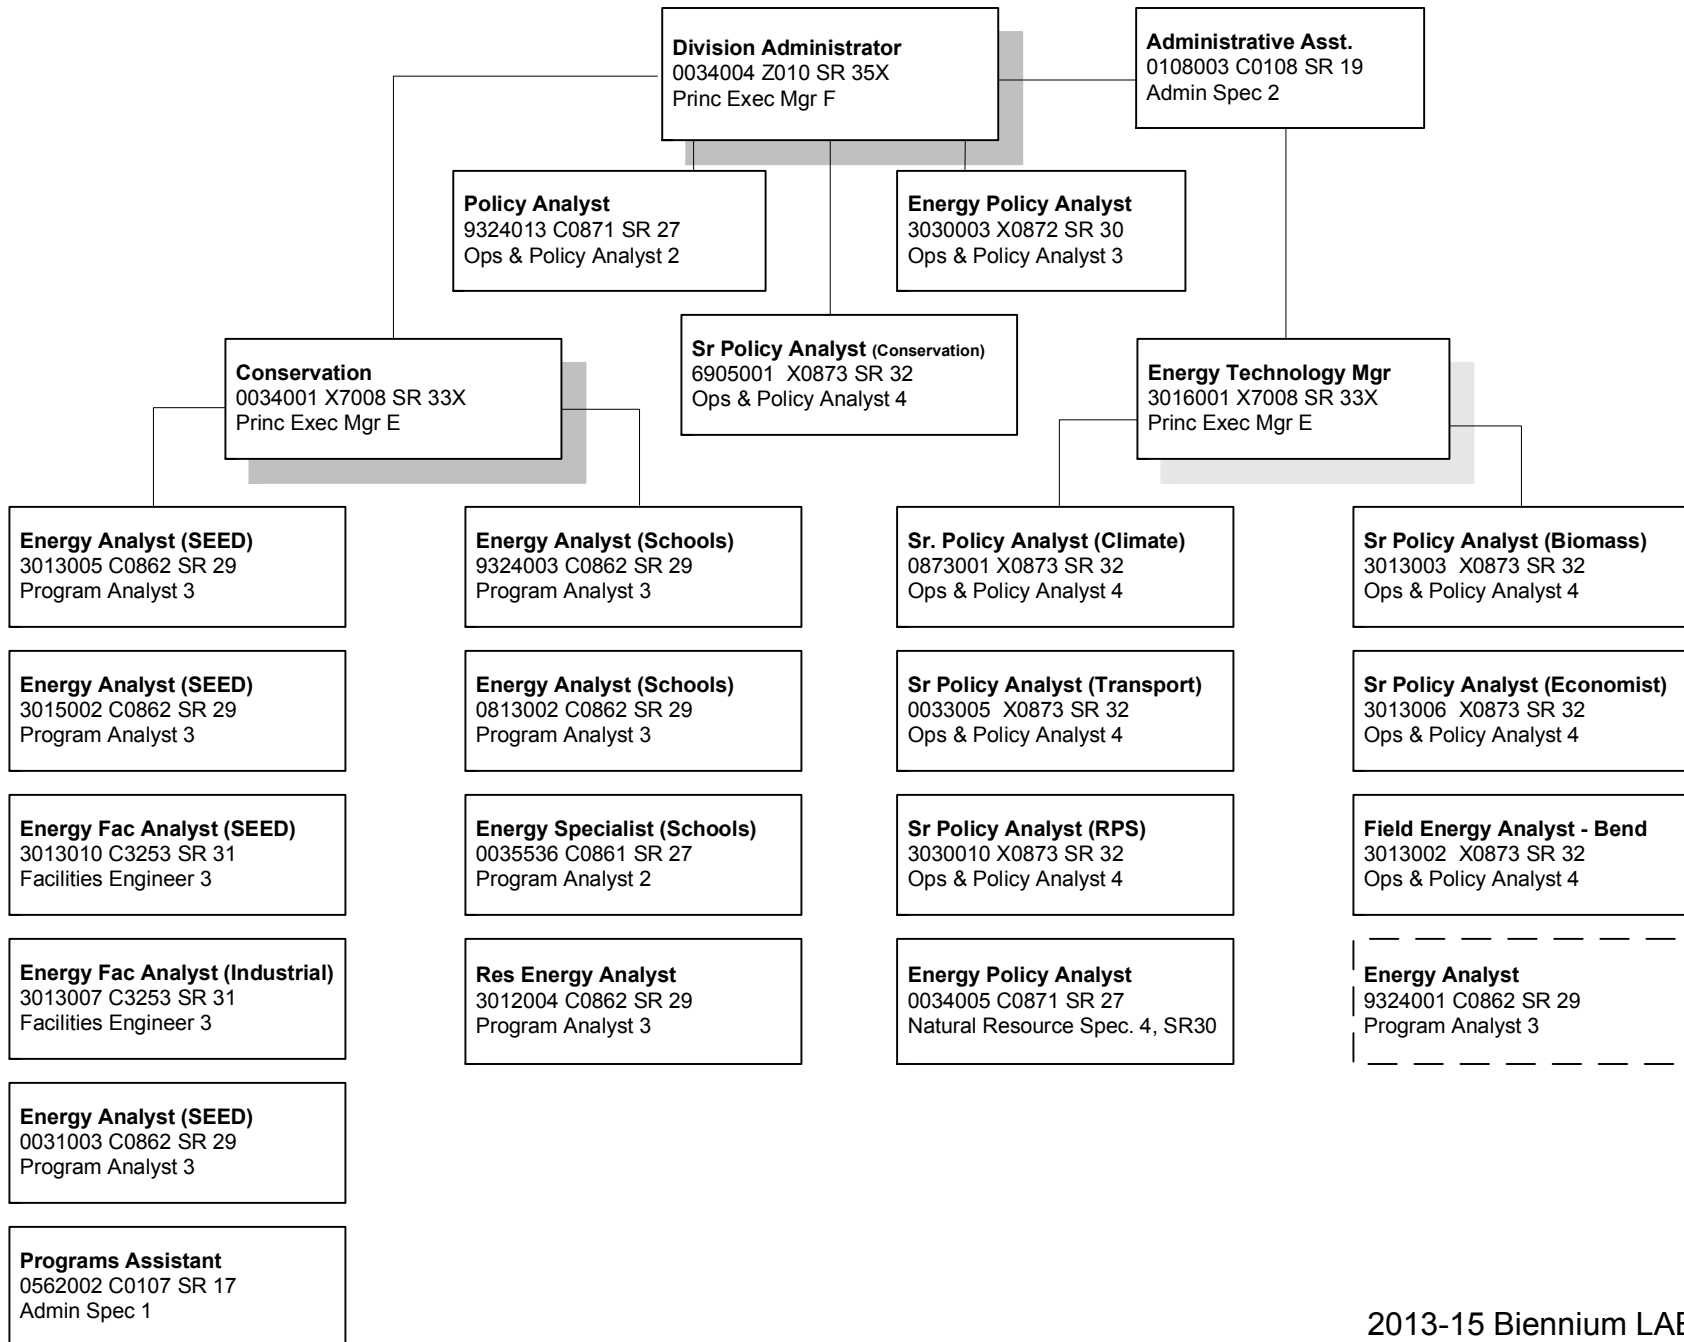 Division Administrator
0034004 Z010 SR 35X
Princ Exec Mgr F
Administrative Asst.
0108003 C0108 SR 19
Admin Spec 2
Policy Analyst
9324013 C0871 SR 27
Ops & Policy Analyst 2
Energy Policy Analyst
3030003 X0872 SR 30
Ops & Policy Analyst 3
Sr Policy Analyst (Conservation)
6905001 X0873 SR 32
Ops & Policy Analyst 4
Conservation
0034001 X7008 SR 33X
Princ Exec Mgr E
Energy Technology Mgr
3016001 X7008 SR 33X
Princ Exec Mgr E
Energy Analyst (SEED)
3013005 C0862 SR 29
Program Analyst 3
Energy Analyst (SEED)
3015002 C0862 SR 29
Program Analyst 3
Energy Fac Analyst (SEED)
3013010 C3253 SR 31
Facilities Engineer 3
Energy Fac Analyst (Industrial)
3013007 C3253 SR 31
Facilities Engineer 3
Energy Analyst (SEED)
0031003 C0862 SR 29
Program Analyst 3
Programs Assistant
0562002 C0107 SR 17
Admin Spec 1
Energy Analyst (Schools)
9324003 C0862 SR 29
Program Analyst 3
Energy Analyst (Schools)
0813002 C0862 SR 29
Program Analyst 3
Energy Specialist (Schools)
0035536 C0861 SR 27
Program Analyst 2
Res Energy Analyst
3012004 C0862 SR 29
Program Analyst 3
Sr. Policy Analyst (Climate)
0873001 X0873 SR 32
Ops & Policy Analyst 4
Sr Policy Analyst (Transport)
0033005 X0873 SR 32
Ops & Policy Analyst 4
Sr Policy Analyst (RPS)
3030010 X0873 SR 32
Ops & Policy Analyst 4
Energy Policy Analyst
0034005 C0871 SR 27
Natural Resource Spec. 4, SR30
Sr Policy Analyst (Biomass)
3013003 X0873 SR 32
Ops & Policy Analyst 4
Sr Policy Analyst (Economist)
3013006 X0873 SR 32
Ops & Policy Analyst 4
Field Energy Analyst - Bend
3013002 X0873 SR 32
Ops & Policy Analyst 4
Energy Analyst
9324001 C0862 SR 29
Program Analyst 3
2013-15 Biennium